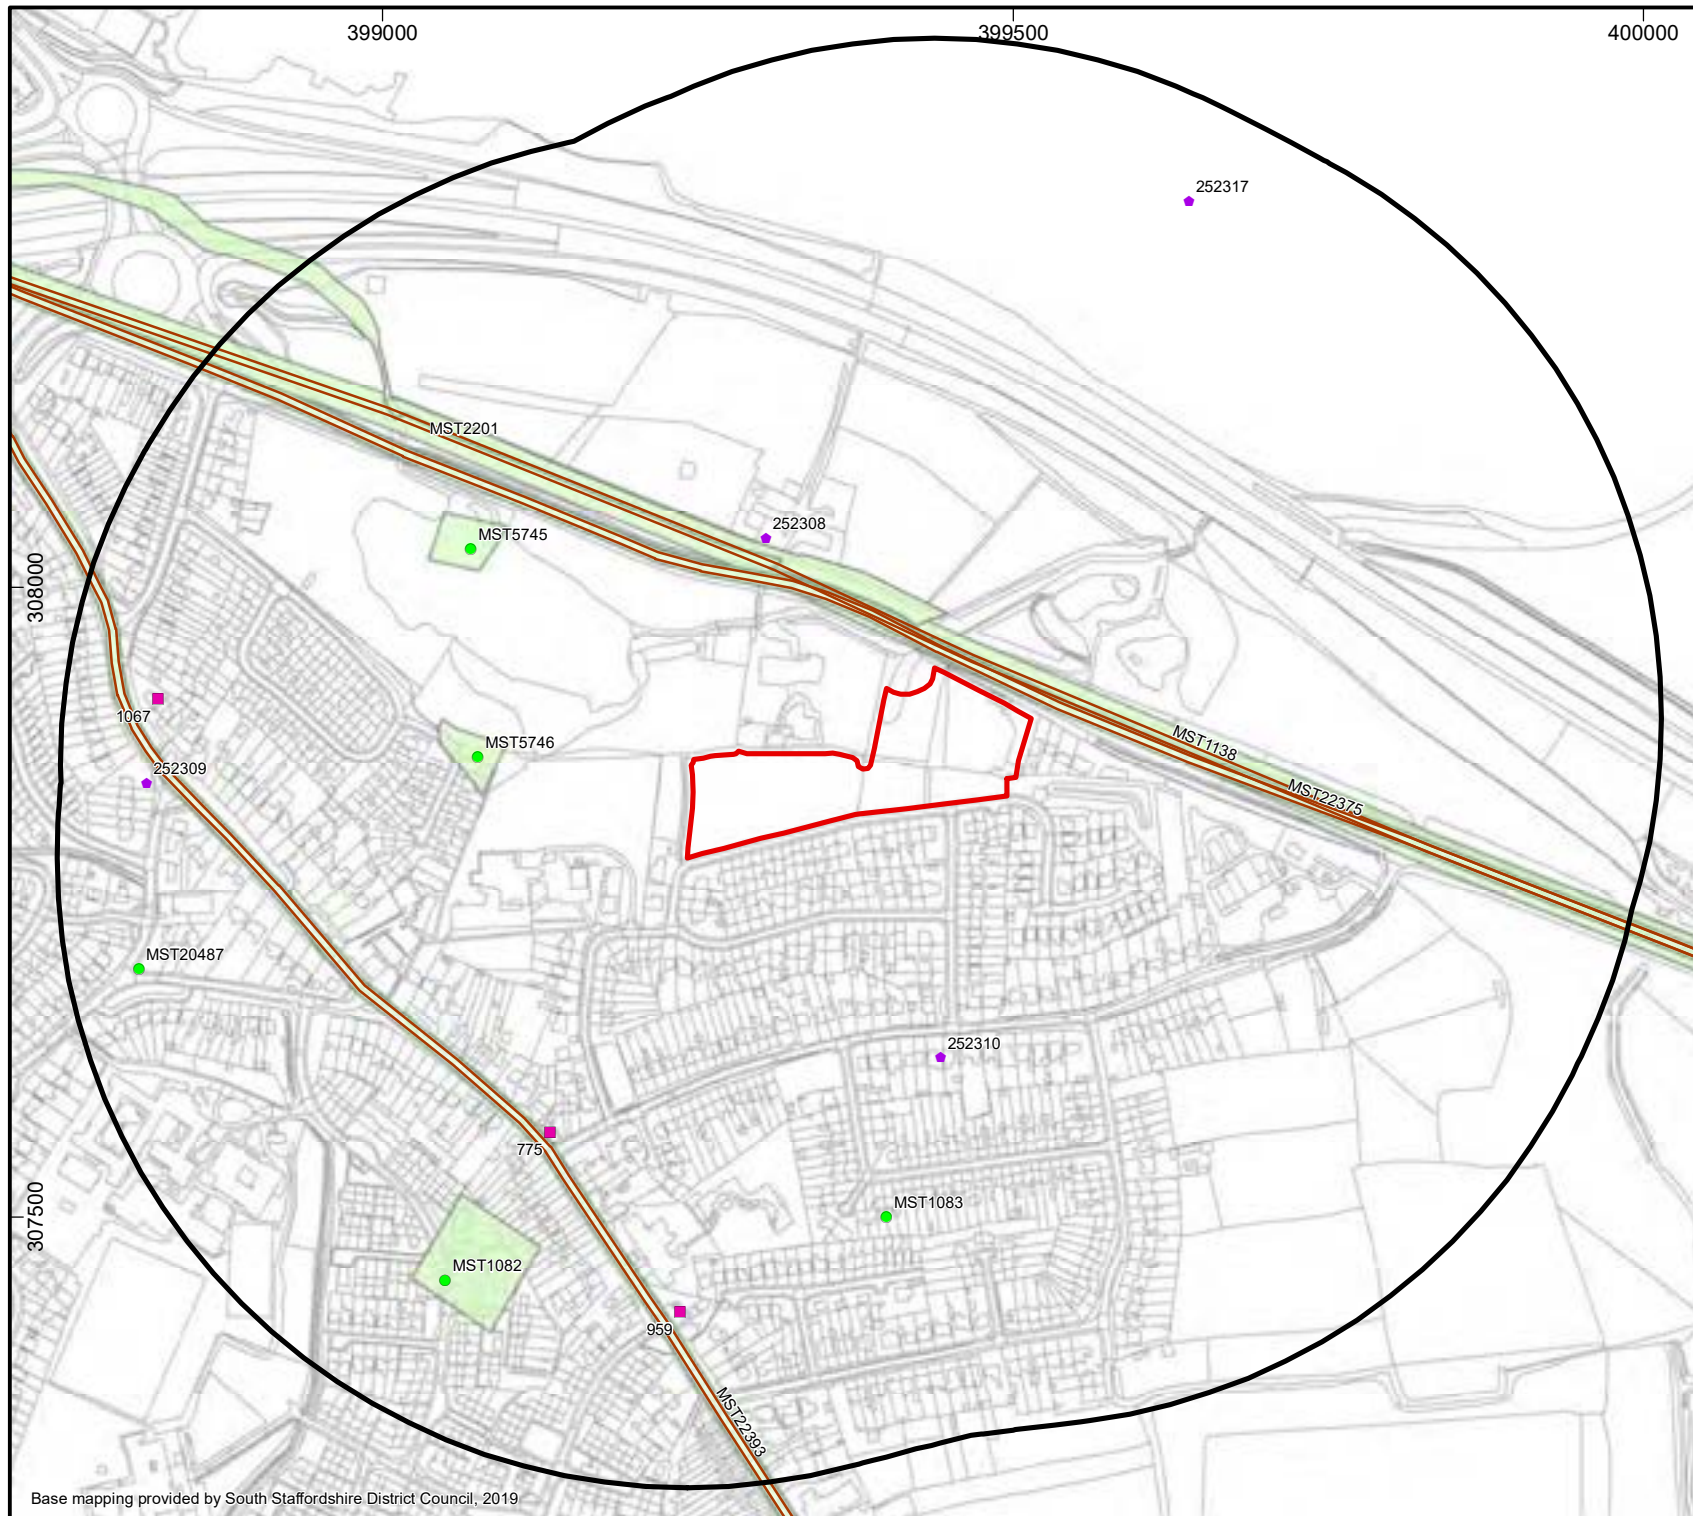 399000
399500
400000
252317
MST2201
252308
MST5745
308000
1067
MST5746
MST1138
252309
MST22375
MST20487
252310
775
307500
MST1083
MST1082
959
MST22393
Base mapping provided by South Staffordshire District Council, 2019